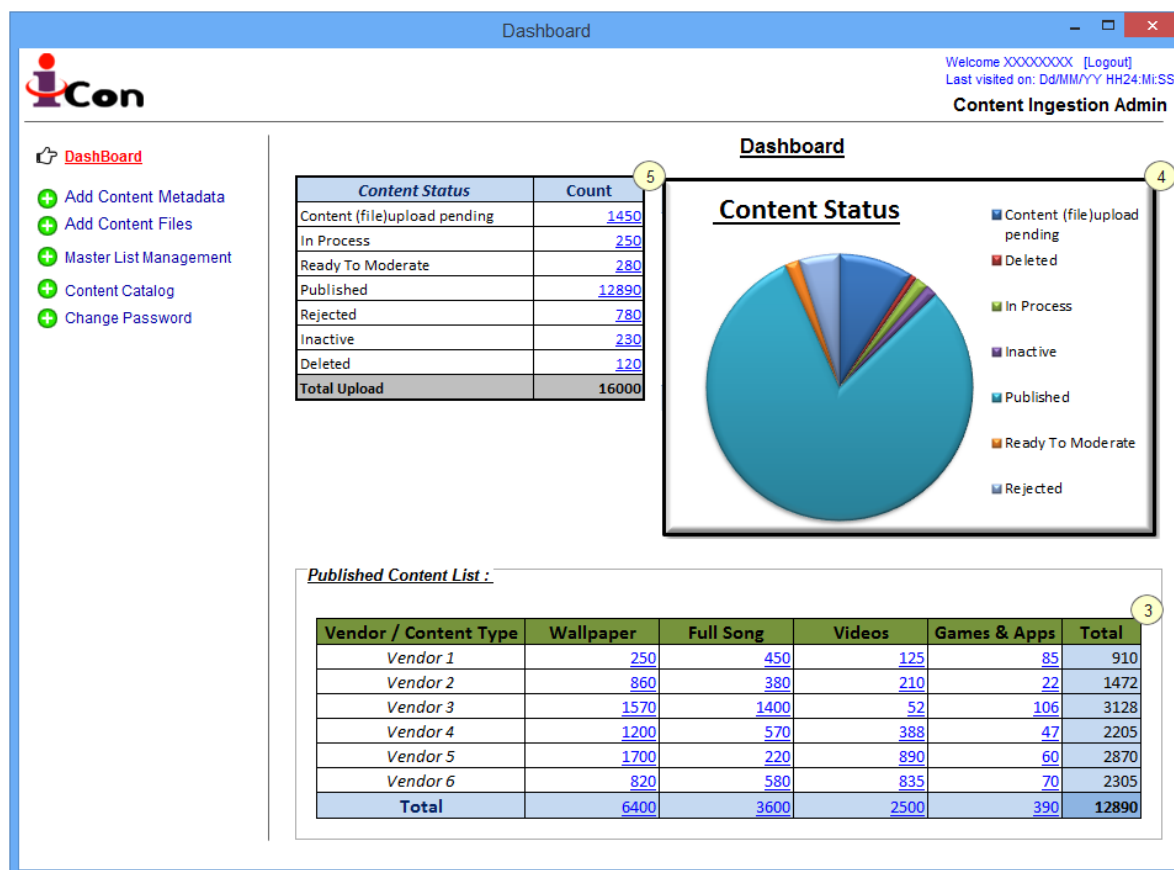 Dashboard
iCon
Welcome XXXXXXXX [Logout]
Last visited on: Dd/MM/YY HH24:Mi:SS
Content Ingestion Admin
DashBoard
Add Content Metadata
Add Content Files
Master List Management
Content Catalog
Change Password
Dashboard
5
Content Status Count
Content (file)upload pending 1450
In Process 250
Ready To Moderate 280
Published 12890
Rejected 780
Inactive 230
Deleted 120
Total Upload 16000
4
Content Status
Content (file)upload
pending
Deleted
In Process
Inactive
Published
Ready To Moderate
Rejected
Published Content List :
3
Vendor / Content Type Wallpaper Full Song Videos Games & Apps Total
Vendor 1 250 450 125 85 910
Vendor 2 860 380 210 22 1472
Vendor 3 1570 1400 52 106 3128
Vendor 4 1200 570 388 47 2205
Vendor 5 1700 220 890 60 2870
Vendor 6 820 580 835 70 2305
Total 6400 3600 2500 390 12890